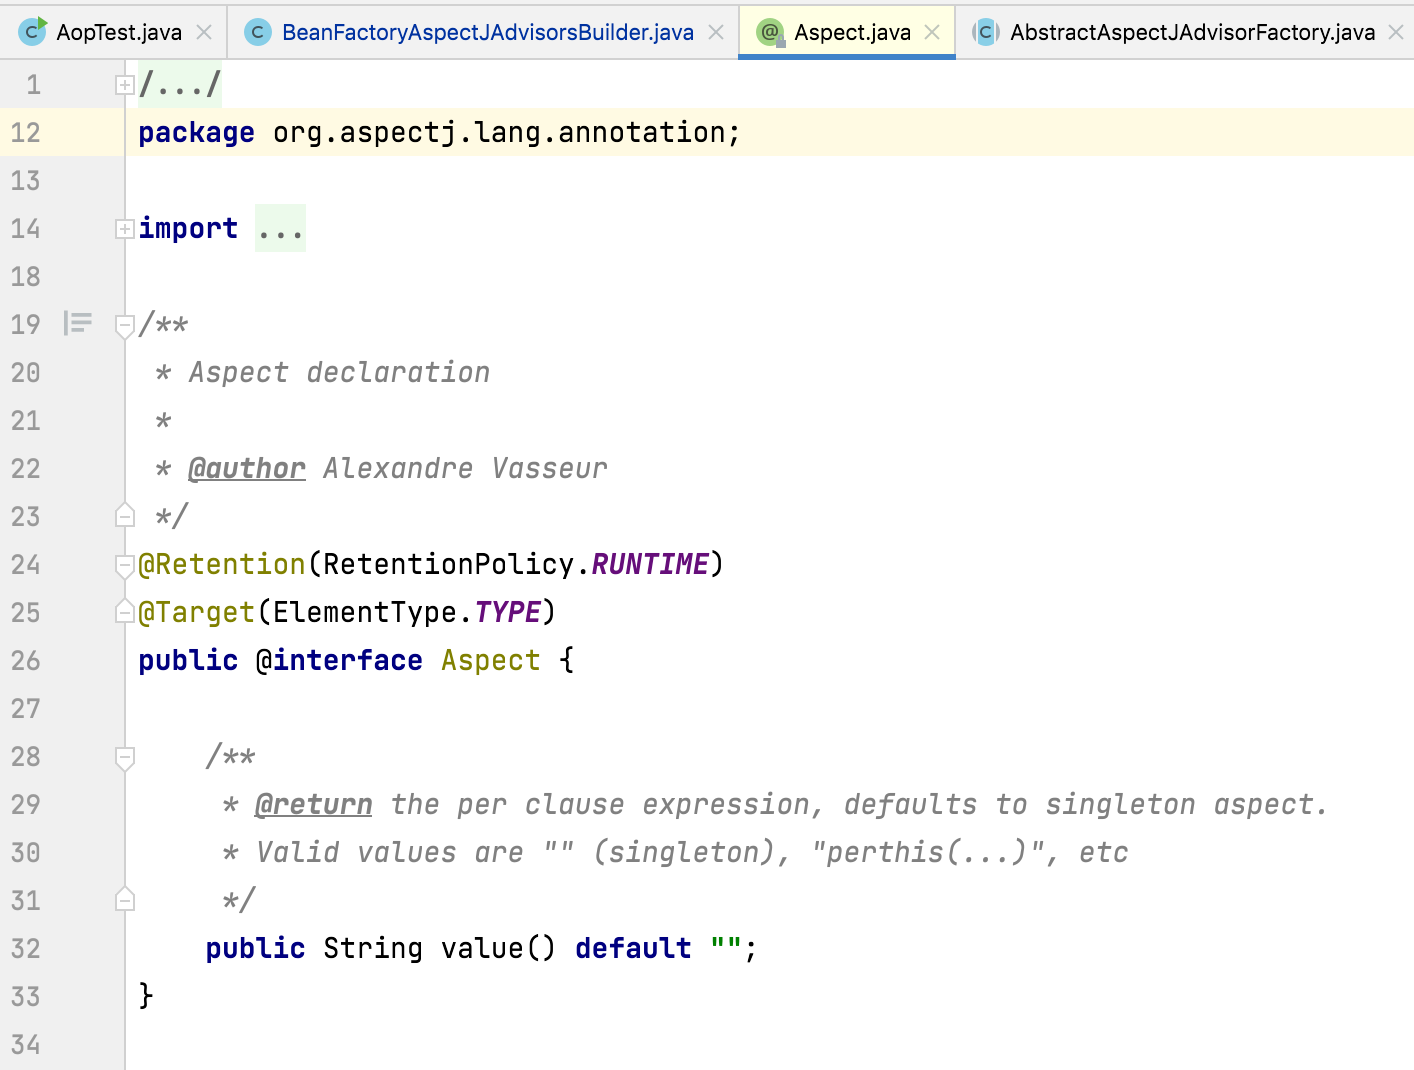 AopTest.java BeanFactoryAspectJAdvisorsBuilder.java Aspect.java AbstractAspectJAdvisorFactory.java
1 /.../
12 package org.aspectj.lang.annotation;
13
14 import ...
18
19 /**
20 * Aspect declaration
21 *
22 * @author Alexandre Vasseur
23 */
24 @Retention(RetentionPolicy.RUNTIME)
25 @Target(ElementType.TYPE)
26 public @interface Aspect {
27
28 /**
29 * @return the per clause expression, defaults to singleton aspect.
30 * Valid values are "" (singleton), "perthis(...)", etc
31 */
32 public String value() default "";
33 }
34